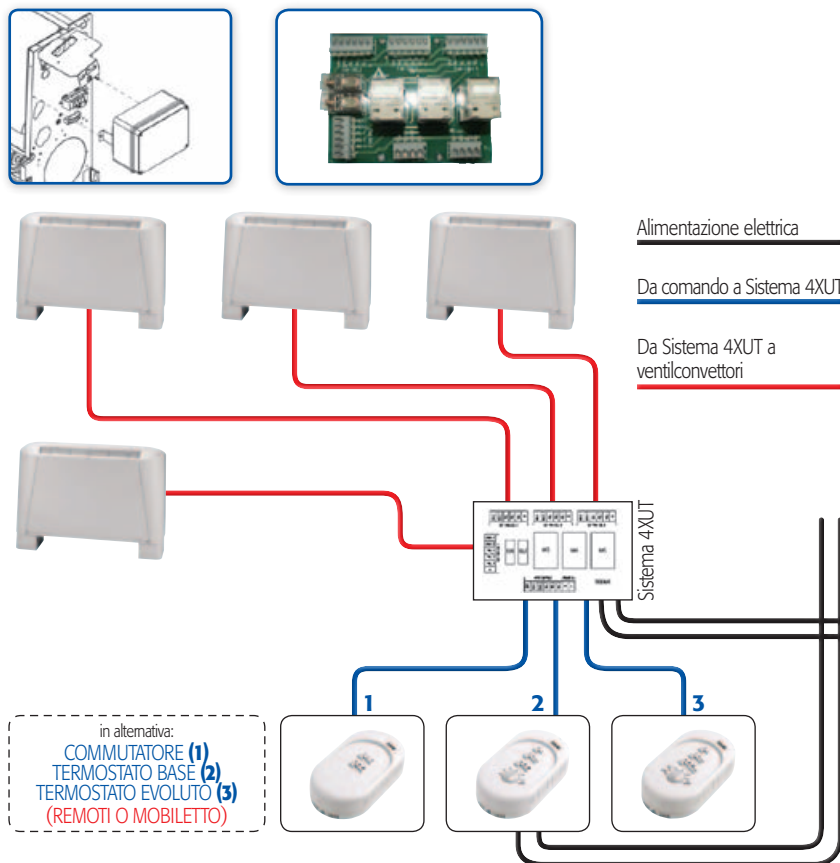 Alimentazione elettrica
Da comando a Sistema 4XUT
Da Sistema 4XUT a
ventilconvettori
Sistema 4XUT
1
2
3
in alternativa:
COMMUTATORE (1)
TERMOSTATO BASE (2)
TERMOSTATO EVOLUTO (3)
(REMOTI O MOBILETTO)